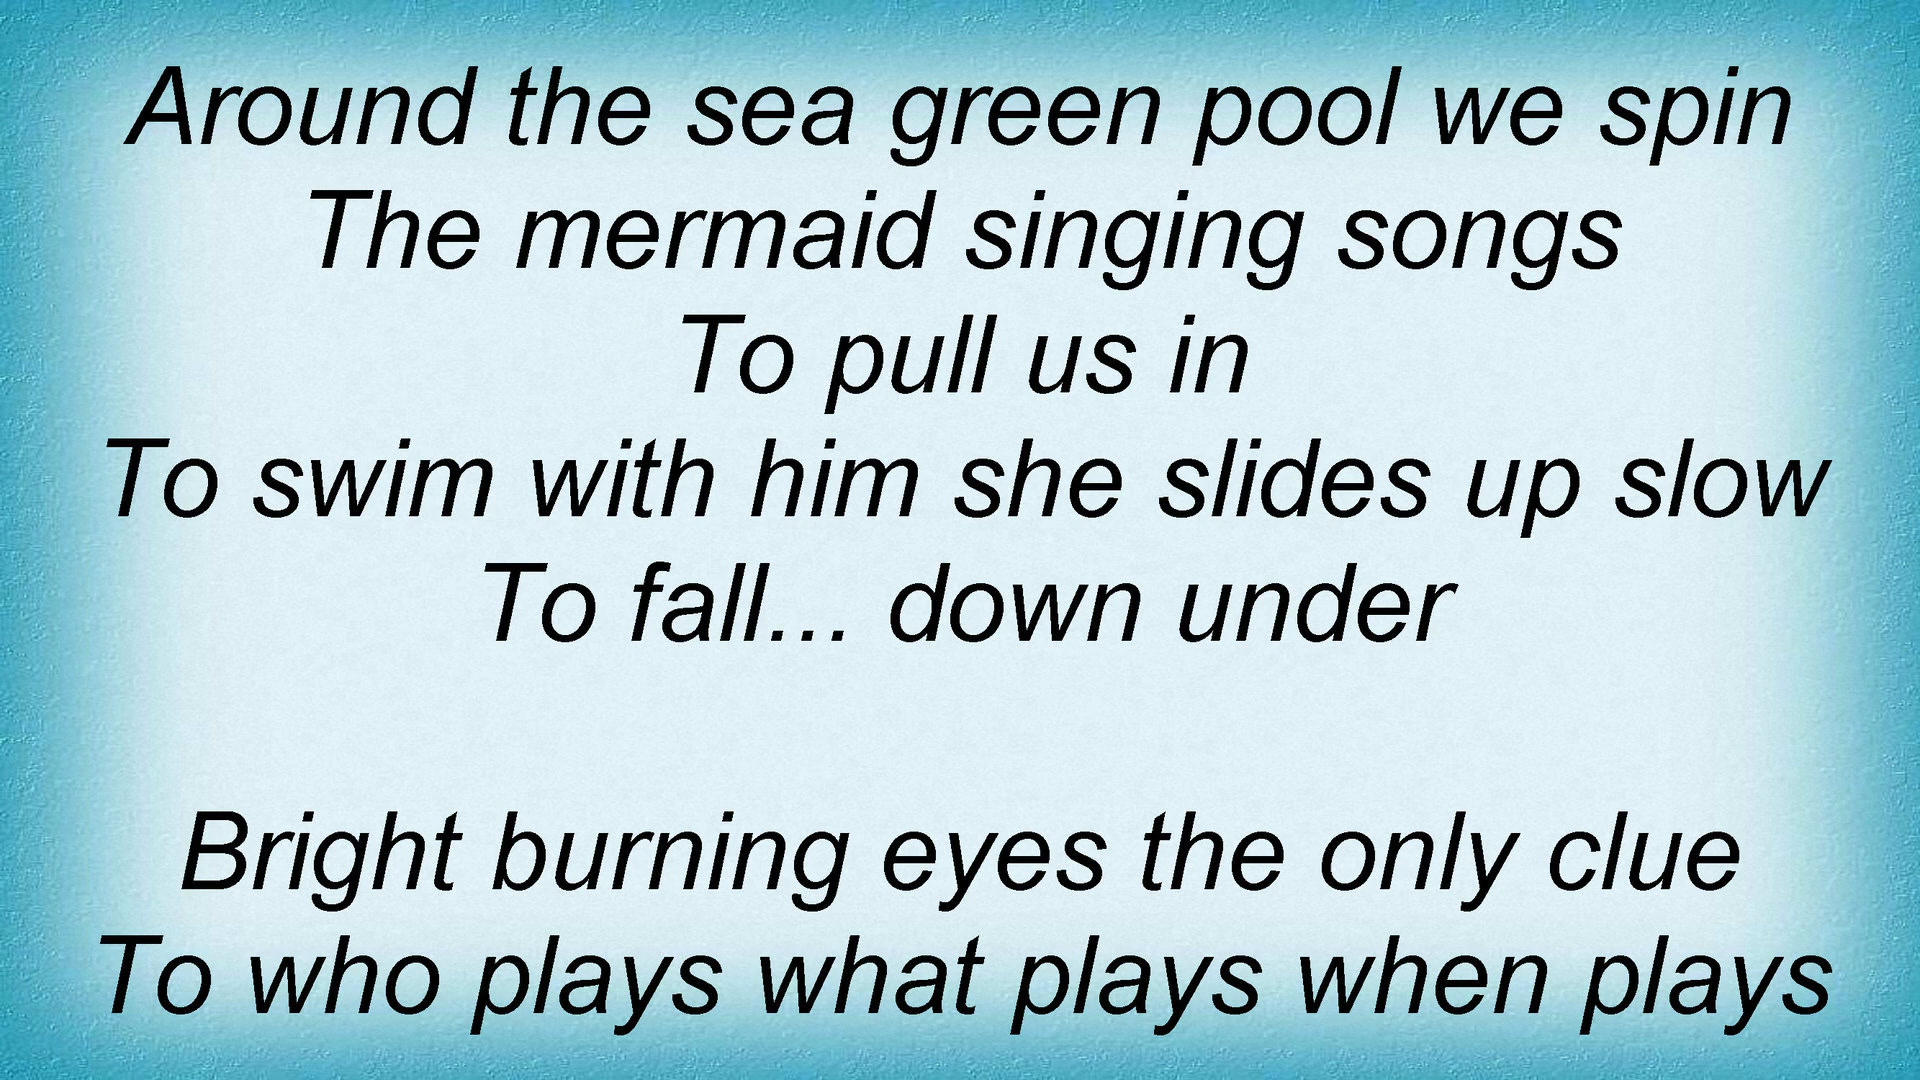 Around the sea green pool we spin
The mermaid singing songs
To pull us in
To swim with him she slides up slow
To fall... down under
Bright burning eyes the only clue
To who plays what plays when plays